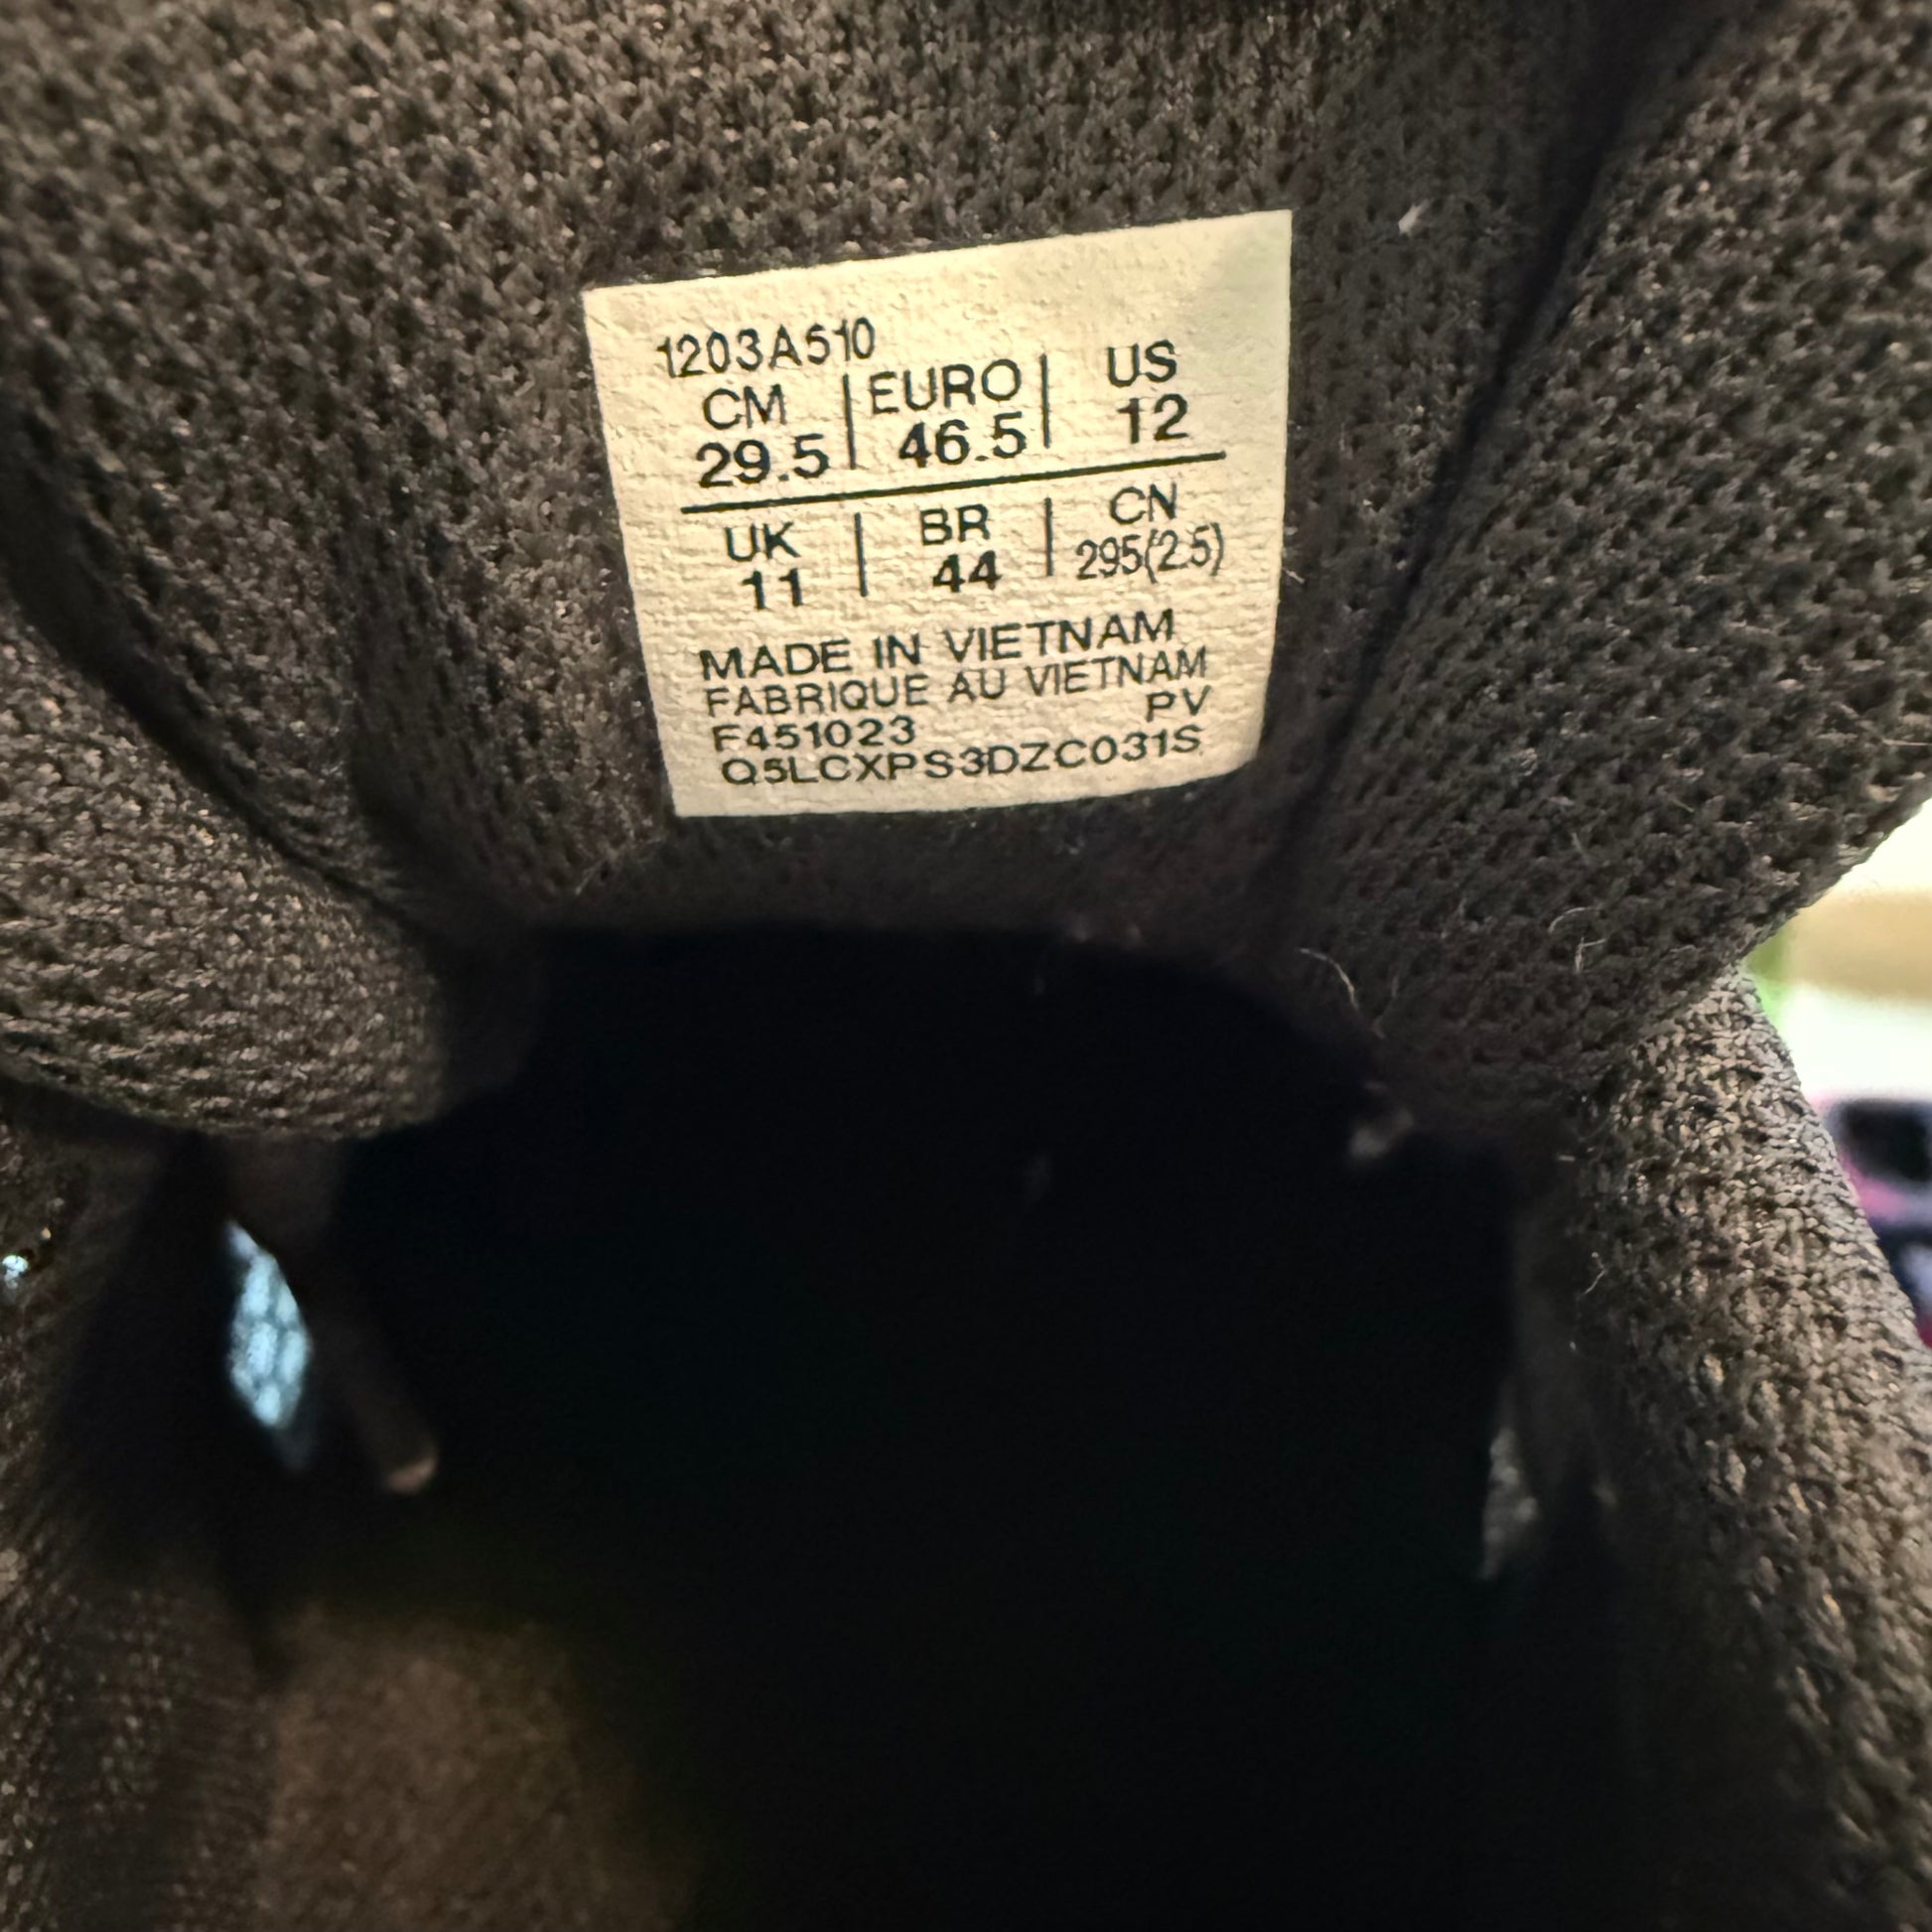 1203A510
CM | EURO | US
29.5 | 46.5 | 12
UK | BR | CN
11 | 44 | 295(2.5)
MADE IN VIETNAM
FABRIQUE AU VIETNAM
F451023 PV
Q5LCXPS3DZC031S